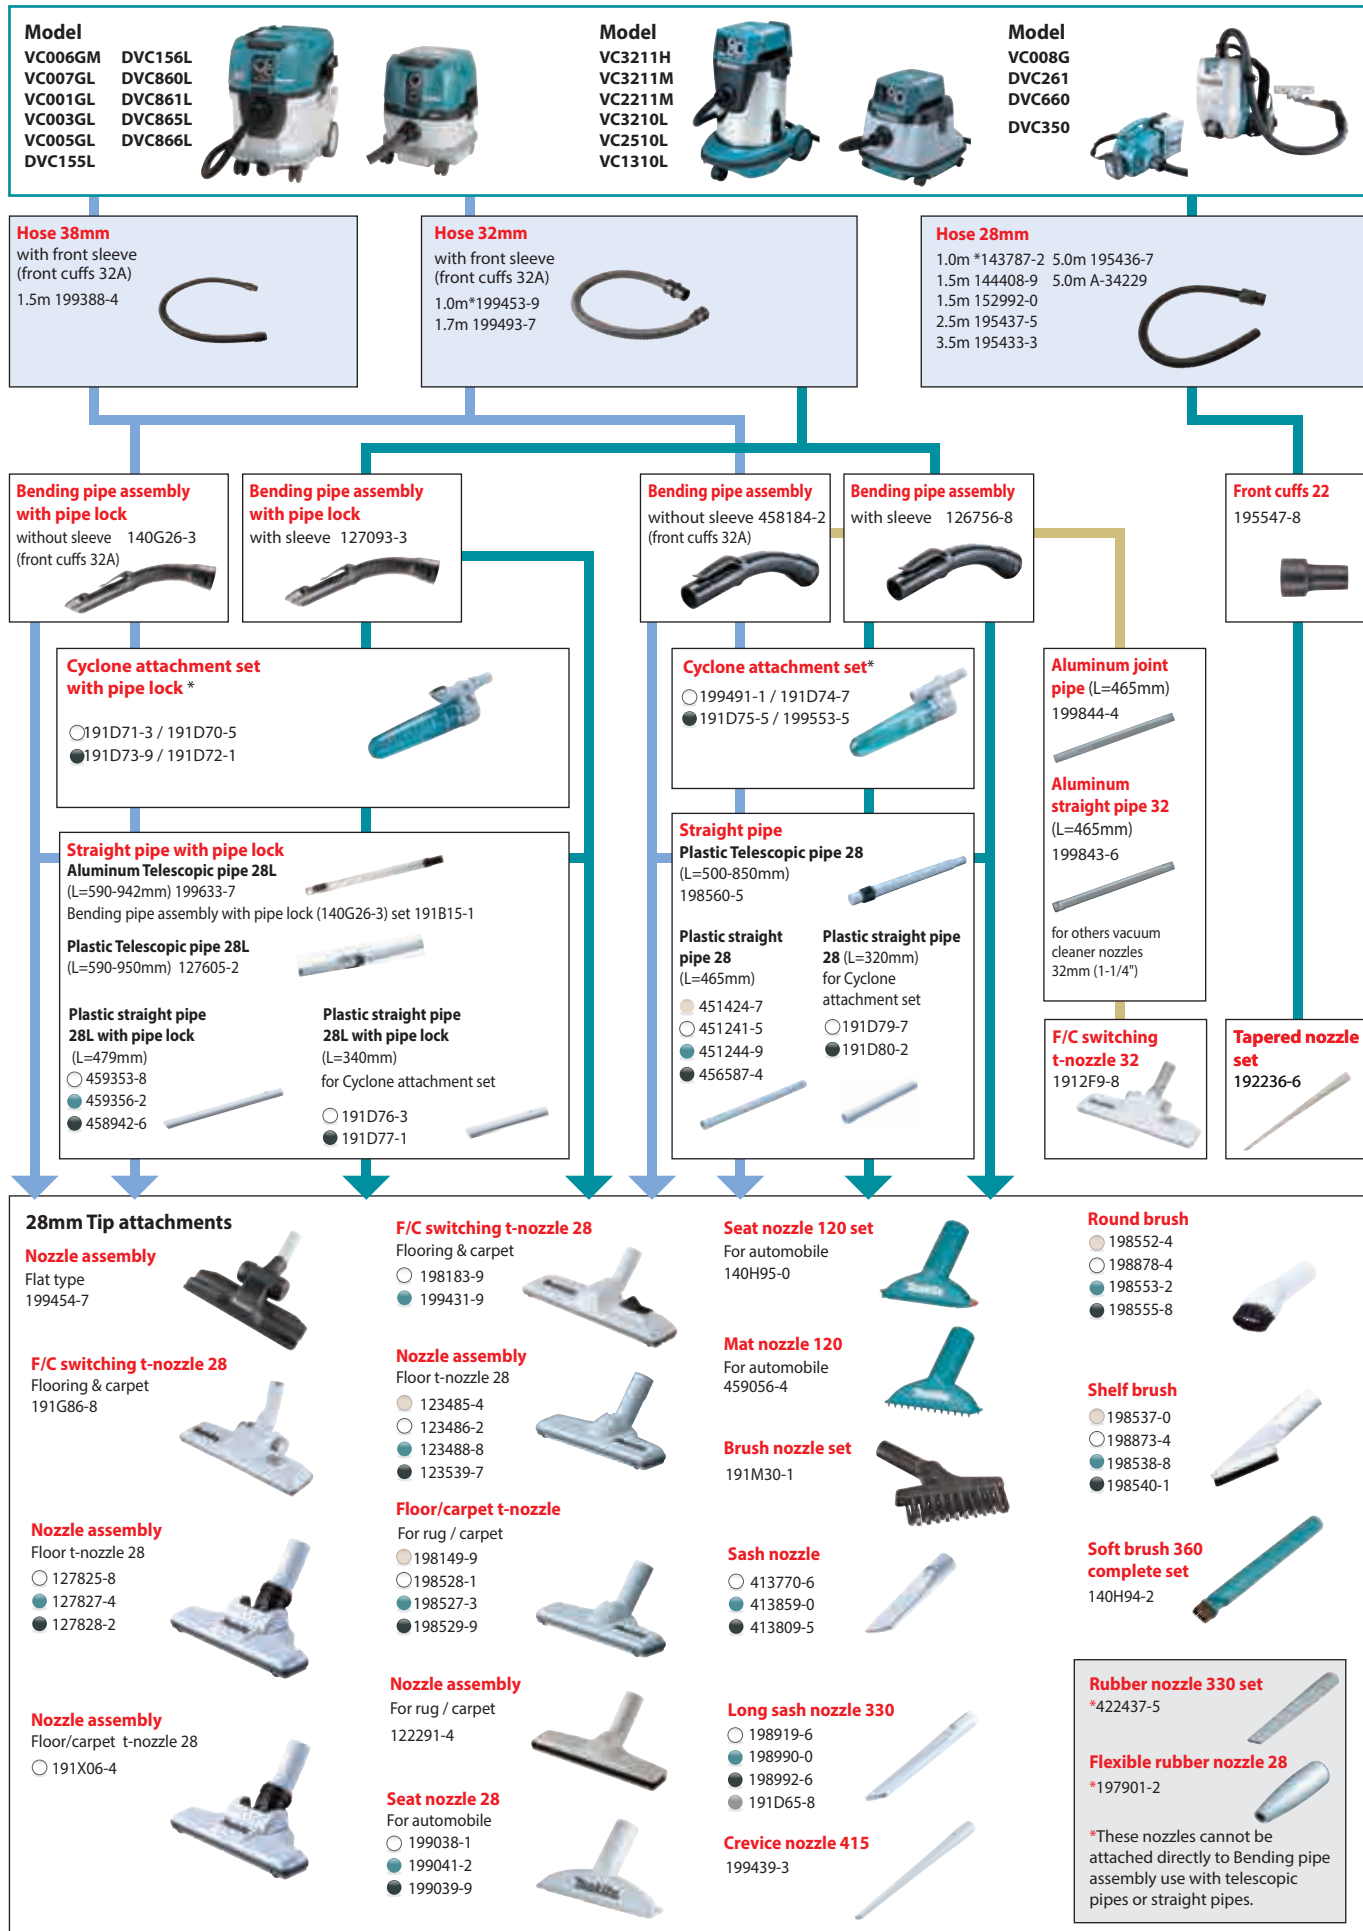 Model
VC006GM DVC156L
VC007GL DVC860L
VC001GL DVC861L
VC003GL DVC865L
VC005GL DVC866L
DVC155L
Model
VC3211H
VC3211M
VC2211M
VC3210L
VC2510L
VC1310L
Model
VC008G
DVC261
DVC660
DVC350
Hose 38mm
with front sleeve
(front cuffs 32A)
1.5m 199388-4
Hose 32mm
with front sleeve
(front cuffs 32A)
1.0m*199453-9
1.7m 199493-7
Hose 28mm
1.0m *143787-2 5.0m 195436-7
1.5m 144408-9 5.0m A-34229
1.5m 152992-0
2.5m 195437-5
3.5m 195433-3
Bending pipe assembly
with pipe lock
without sleeve 140G26-3
(front cuffs 32A)
Bending pipe assembly
with pipe lock
with sleeve 127093-3
Bending pipe assembly
without sleeve 458184-2
(front cuffs 32A)
Bending pipe assembly
with sleeve 126756-8
Front cuffs 22
195547-8
Cyclone attachment set
with pipe lock *
191D71-3 / 191D70-5
191D73-9 / 191D72-1
Cyclone attachment set*
199491-1 / 191D74-7
191D75-5 / 199553-5
Aluminum joint
pipe (L=465mm)
199844-4
Aluminum
straight pipe 32
(L=465mm)
199843-6
for others vacuum
cleaner nozzles
32mm (1-1/4")
Straight pipe with pipe lock
Aluminum Telescopic pipe 28L
(L=590-942mm) 199633-7
Bending pipe assembly with pipe lock (140G26-3) set 191B15-1
Plastic Telescopic pipe 28L
(L=590-950mm) 127605-2
Plastic straight pipe
28L with pipe lock
(L=479mm)
459353-8
459356-2
458942-6
Plastic straight pipe
28L with pipe lock
(L=340mm)
for Cyclone attachment set
191D76-3
191D77-1
Straight pipe
Plastic Telescopic pipe 28
(L=500-850mm)
198560-5
Plastic straight
pipe 28
(L=465mm)
451424-7
451241-5
451244-9
456587-4
Plastic straight pipe
28 (L=320mm)
for Cyclone
attachment set
191D79-7
191D80-2
F/C switching
t-nozzle 32
1912F9-8
Tapered nozzle
set
192236-6
28mm Tip attachments
Nozzle assembly
Flat type
199454-7
F/C switching t-nozzle 28
Flooring & carpet
191G86-8
Nozzle assembly
Floor t-nozzle 28
127825-8
127827-4
127828-2
Nozzle assembly
Floor/carpet t-nozzle 28
191X06-4
F/C switching t-nozzle 28
Flooring & carpet
198183-9
199431-9
Nozzle assembly
Floor t-nozzle 28
123485-4
123486-2
123488-8
123539-7
Floor/carpet t-nozzle
For rug / carpet
198149-9
198528-1
198527-3
198529-9
Nozzle assembly
For rug / carpet
122291-4
Seat nozzle 28
For automobile
199038-1
199041-2
199039-9
Seat nozzle 120 set
For automobile
140H95-0
Mat nozzle 120
For automobile
459056-4
Brush nozzle set
191M30-1
Sash nozzle
413770-6
413859-0
413809-5
Long sash nozzle 330
198919-6
198990-0
198992-6
191D65-8
Crevice nozzle 415
199439-3
Round brush
198552-4
198878-4
198553-2
198555-8
Shelf brush
198537-0
198873-4
198538-8
198540-1
Soft brush 360
complete set
140H94-2
Rubber nozzle 330 set
*422437-5
Flexible rubber nozzle 28
*197901-2
*These nozzles cannot be
attached directly to Bending pipe
assembly use with telescopic
pipes or straight pipes.